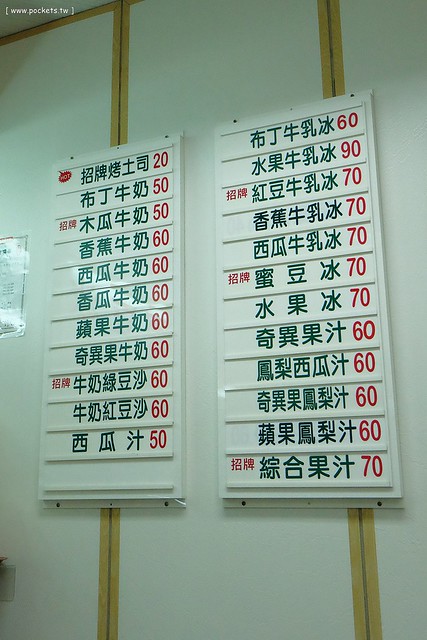 [ www.pockets.tw ]
HOT 招牌烤土司 20
布丁牛奶 50
招牌 木瓜牛奶 50
香蕉牛奶 60
西瓜牛奶 60
香瓜牛奶 60
蘋果牛奶 60
奇異果牛奶 60
招牌 牛奶綠豆沙 60
牛奶紅豆沙 60
西瓜汁 50
布丁牛乳冰 60
水果牛乳冰 90
招牌 紅豆牛乳冰 70
香蕉牛乳冰 70
西瓜牛乳冰 70
招牌 蜜豆冰 70
水果冰 70
奇異果汁 60
鳳梨西瓜汁 60
奇異果鳳梨汁 60
蘋果鳳梨汁 60
招牌 綜合果汁 70